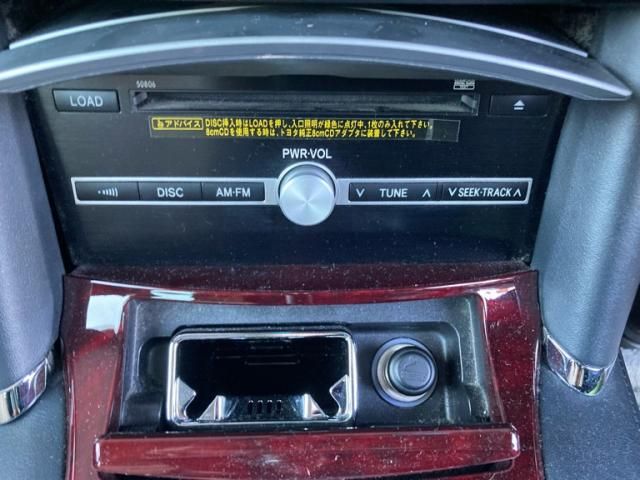 50806
LOAD
アドバイス DISC挿入時はLOADを押し、入口照明が緑色に点灯中、1枚のみ入れて下さい。
8cmCDを使用する時は、トヨタ純正8cmCDアダプタに装着して下さい。
PWR·VOL
DISC AM·FM ∨ TUNE ∧ ∨ SEEK·TRACK ∧